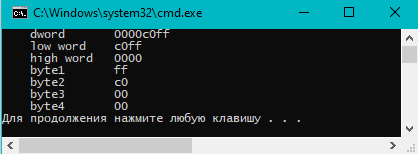 C:\Windows\system32\cmd.exe
dword 0000c0ff
low word c0ff
high word 0000
byte1 ff
byte2 c0
byte3 00
byte4 00
Для продолжения нажмите любую клавишу . . .